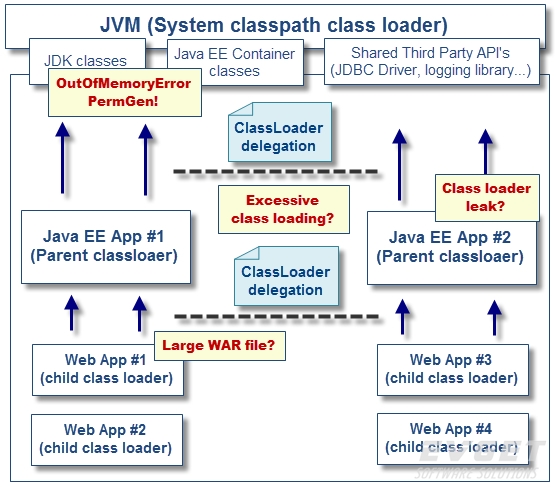 JVM (System classpath class loader)
JDK classes
Java EE Container
classes
Shared Third Party API's
(JDBC Driver, logging library...)
OutOfMemoryError
PermGen!
ClassLoader
delegation
Excessive
class loading?
Class loader
leak?
Java EE App #1
(Parent classloaer)
Java EE App #2
(Parent classloaer)
ClassLoader
delegation
Large WAR file?
Web App #1
(child class loader)
Web App #3
(child class loader)
Web App #2
(child class loader)
Web App #4
(child class loader)
EVGET
SOFTWARE SOLUTIONS